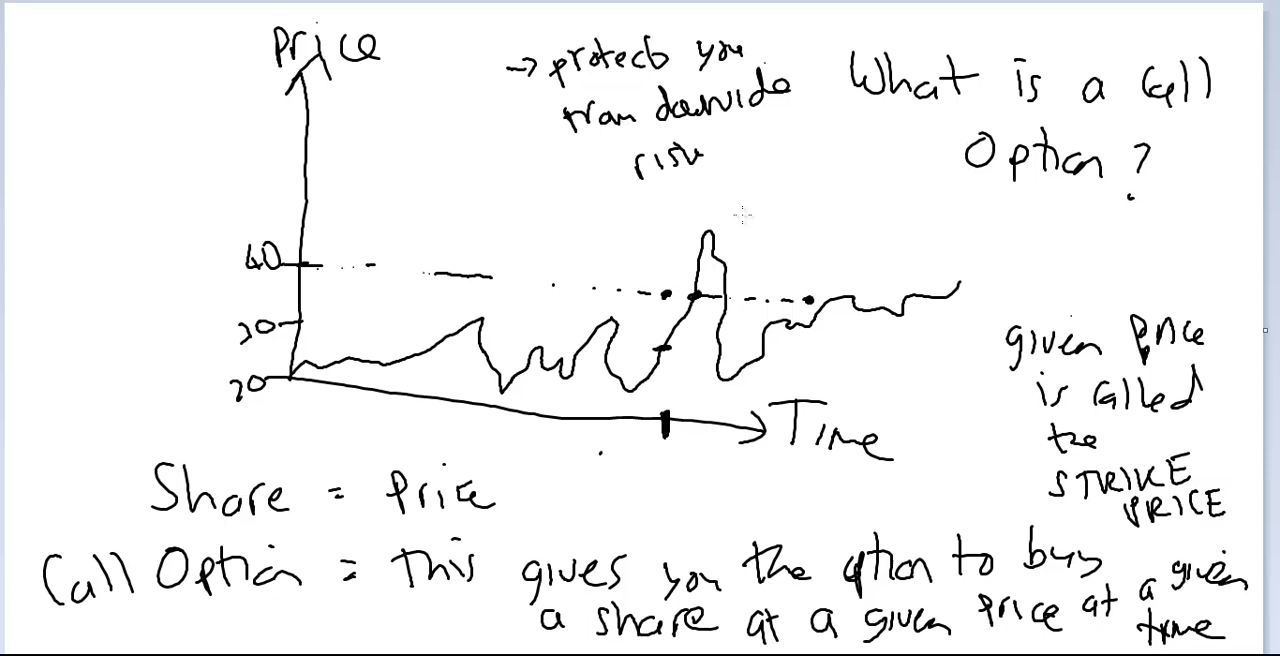 Price
→ protects you
from downside
risk
What is a Call
Option?
40
30
20
Time
given price
is called
the
STRIKE
PRICE
Share = Price
Call Option = This gives you the option to buy
a share at a given price at a given
time